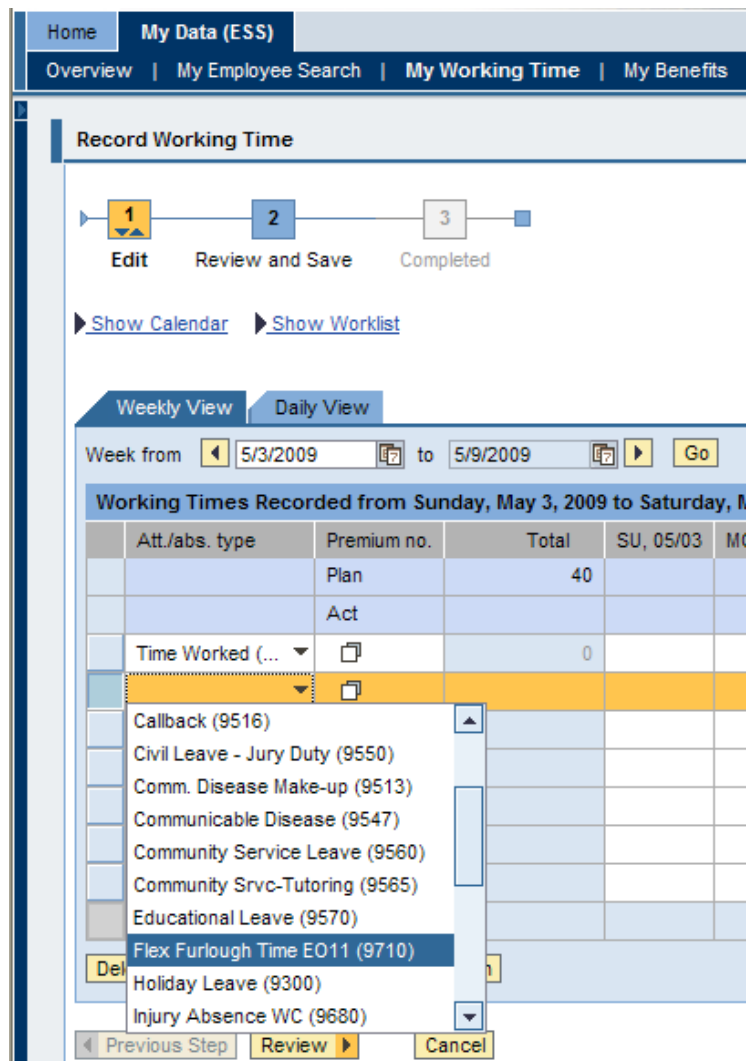 Home My Data (ESS)
Overview | My Employee Search | My Working Time | My Benefits
Record Working Time
1 2 3
Edit Review and Save Completed
Show Calendar Show Worklist
Weekly View Daily View
Week from 5/3/2009 to 5/9/2009 Go
Working Times Recorded from Sunday, May 3, 2009 to Saturday, M
Att./abs. type Premium no. Total SU, 05/03 MO
Plan 40
Act
Time Worked (... 0
Callback (9516)
Civil Leave - Jury Duty (9550)
Comm. Disease Make-up (9513)
Communicable Disease (9547)
Community Service Leave (9560)
Community Srvc-Tutoring (9565)
Educational Leave (9570)
Flex Furlough Time EO11 (9710)
Del
Holiday Leave (9300)
Injury Absence WC (9680)
Previous Step Review Cancel